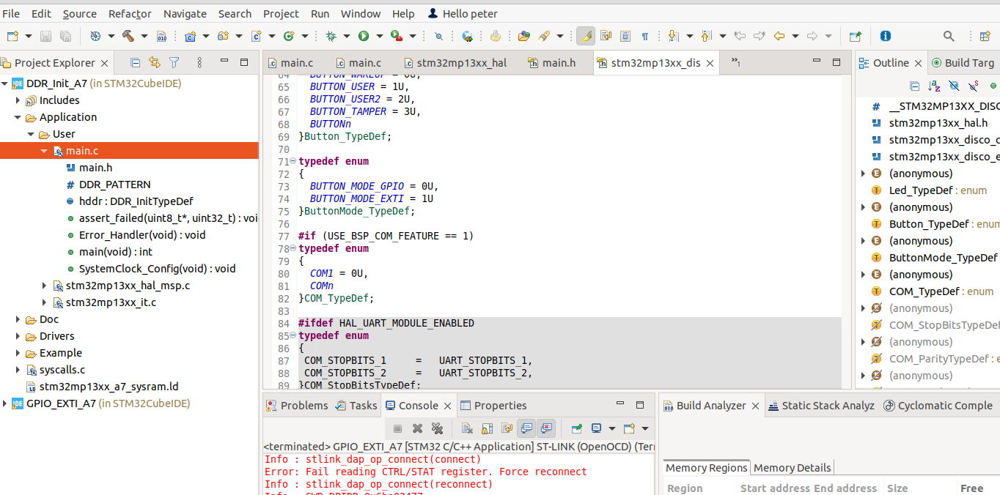 File Edit Source Refactor Navigate Search Project Run Window Help Hello peter
Project Explorer
DDR_Init_A7 (in STM32CubeIDE)
Includes
Application
User
main.c
main.h
DDR_PATTERN
hddr : DDR_InitTypeDef
assert_failed(uint8_t*, uint32_t) : voi
Error_Handler(void) : void
main(void) : int
SystemClock_Config(void) : void
stm32mp13xx_hal_msp.c
stm32mp13xx_it.c
Doc
Drivers
Example
syscalls.c
stm32mp13xx_a7_sysram.ld
GPIO_EXTI_A7 (in STM32CubeIDE)
main.c main.c stm32mp13xx_hal main.h stm32mp13xx_dis »1
64 BUTTON_WAKEUP = 0U,
65 BUTTON_USER = 1U,
66 BUTTON_USER2 = 2U,
67 BUTTON_TAMPER = 3U,
68 BUTTONn
69 }Button_TypeDef;
70
71 typedef enum
72 {
73 BUTTON_MODE_GPIO = 0U,
74 BUTTON_MODE_EXTI = 1U
75 }ButtonMode_TypeDef;
76
77 #if (USE_BSP_COM_FEATURE == 1)
78 typedef enum
79 {
80 COM1 = 0U,
81 COMn
82 }COM_TypeDef;
83
84 #ifdef HAL_UART_MODULE_ENABLED
85 typedef enum
86 {
87 COM_STOPBITS_1 = UART_STOPBITS_1,
88 COM_STOPBITS_2 = UART_STOPBITS_2,
89 }COM_StopBitsTypeDef;
Outline Build Targ
__STM32MP13XX_DISC
stm32mp13xx_hal.h
stm32mp13xx_disco_c
stm32mp13xx_disco_e
(anonymous)
Led_TypeDef : enum
(anonymous)
Button_TypeDef : enum
(anonymous)
ButtonMode_TypeDef
(anonymous)
COM_TypeDef : enum
(anonymous)
COM_StopBitsTypeDef
(anonymous)
COM_ParityTypeDef : e
(anonymous)
Problems Tasks Console Properties
<terminated> GPIO_EXTI_A7 [STM32 C/C++ Application] ST-LINK (OpenOCD) (Terr
Info : stlink_dap_op_connect(connect)
Error: Fail reading CTRL/STAT register. Force reconnect
Info : stlink_dap_op_connect(reconnect)
Info : SWD DPIDR 0x6ba02477
Build Analyzer Static Stack Analyz Cyclomatic Comple
Memory Regions Memory Details
Region Start address End address Size Free